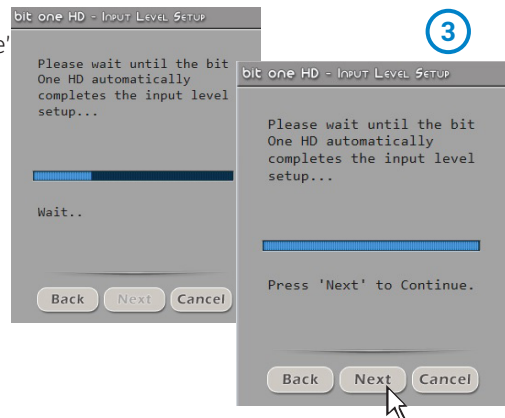 bit one HD - Input Level Setup
Please wait until the bit
One HD automatically
completes the input level
setup...
Wait..
Back Next Cancel
3
bit one HD - Input Level Setup
Please wait until the bit
One HD automatically
completes the input level
setup...
Press 'Next' to Continue.
Back Next Cancel